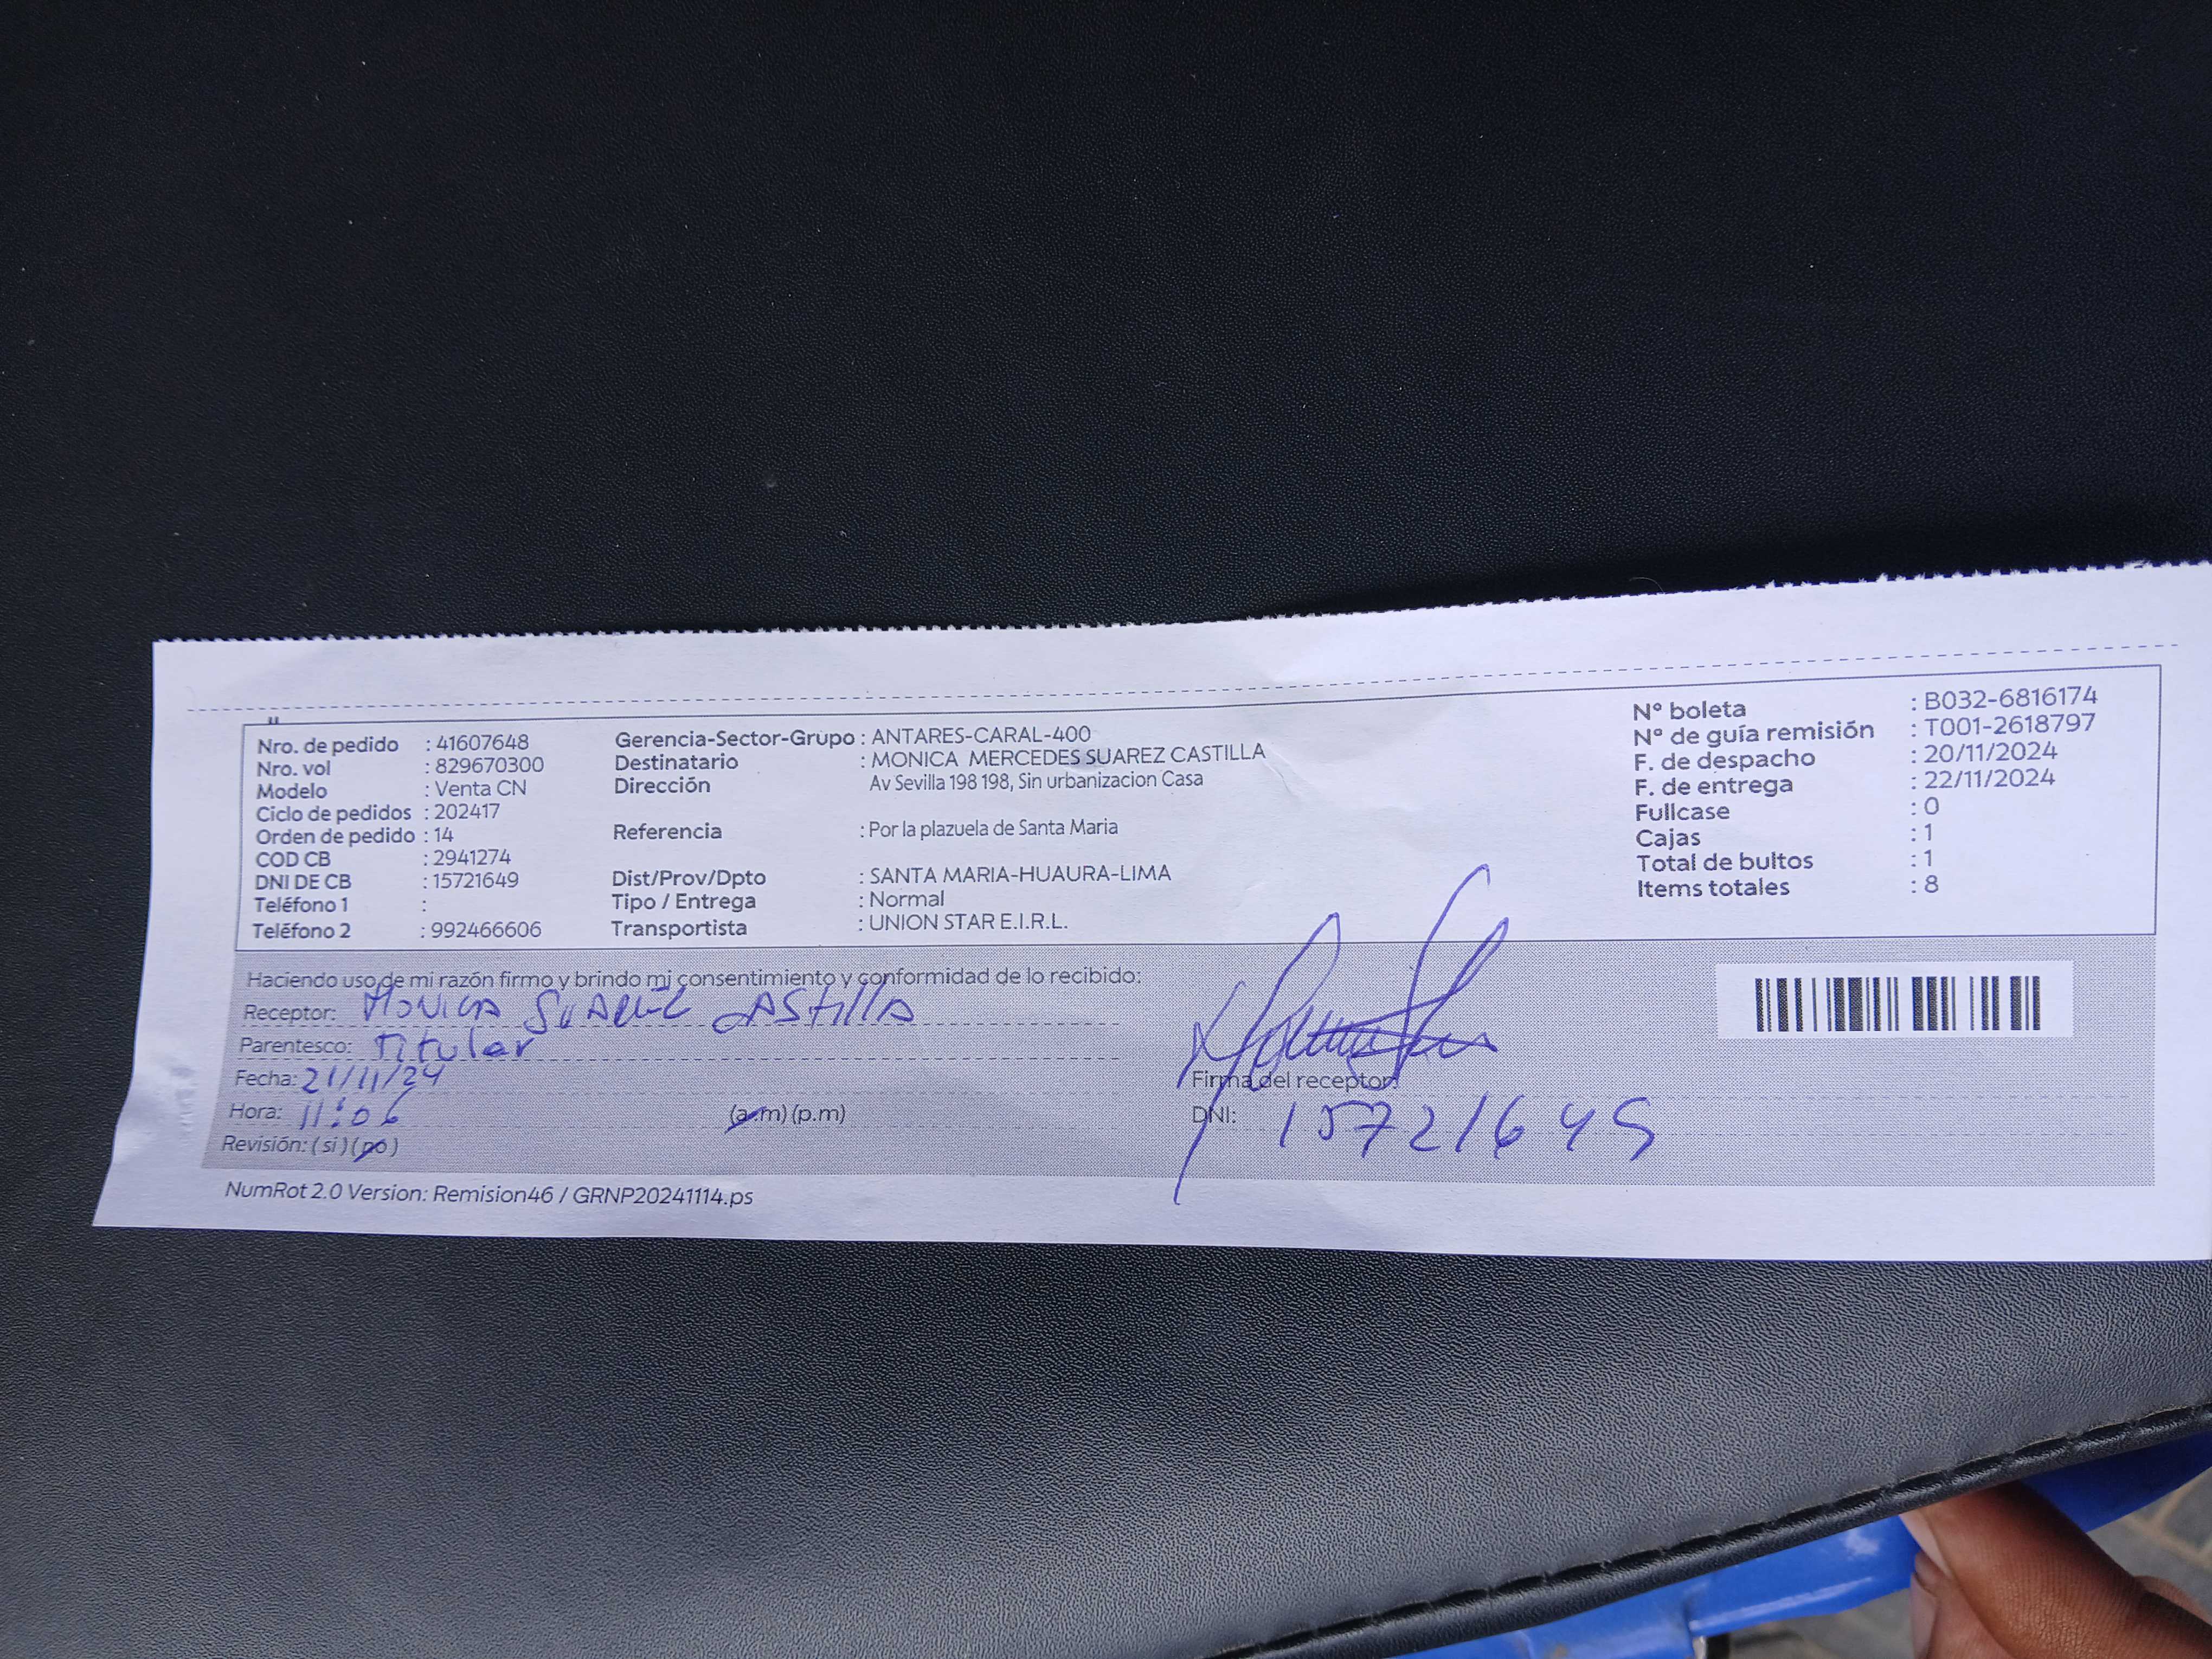 Nro. de pedido : 41607648 Gerencia-Sector-Grupo : ANTARES-CARAL-400 N° boleta : B032-6816174
Nro. vol : 829670300 Destinatario : MONICA MERCEDES SUAREZ CASTILLA N° de guía remisión : T001-2618797
Modelo : Venta CN Dirección Av Sevilla 198 198, Sin urbanizacion Casa F. de despacho : 20/11/2024
Ciclo de pedidos : 202417 F. de entrega : 22/11/2024
Orden de pedido : 14 Referencia : Por la plazuela de Santa Maria Fullcase : 0
COD CB : 2941274 Cajas : 1
DNI DE CB : 15721649 Dist/Prov/Dpto : SANTA MARIA-HUAURA-LIMA Total de bultos : 1
Teléfono 1 : Tipo / Entrega : Normal Items totales : 8
Teléfono 2 : 992466606 Transportista : UNION STAR E.I.R.L.
Haciendo uso de mi razón firmo y brindo mi consentimiento y conformidad de lo recibido:
Receptor: MONICA SUAREZ CASTILLA
Parentesco: Titular
Fecha: 21/11/24 Firma del receptor:
Hora: 11:06 (a.m) (p.m) DNI: 15721649
Revisión: ( si ) ( no )
NumRot 2.0 Version: Remision46 / GRNP20241114.ps